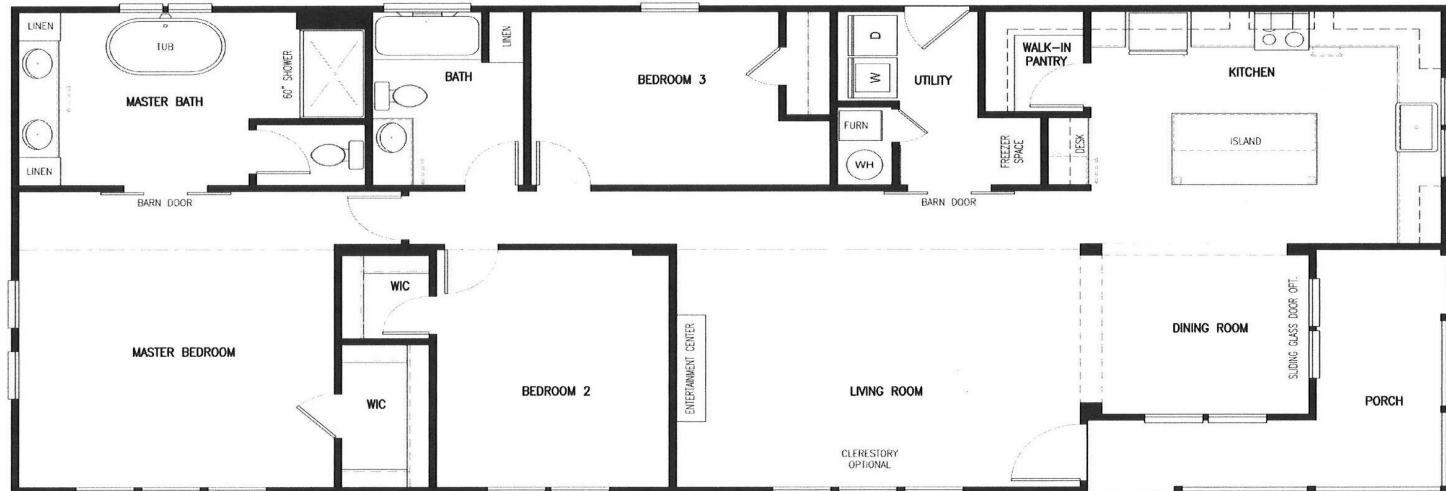 LINEN
TUB
MASTER BATH
LINEN
60" SHOWER
BATH
LINEN
BEDROOM 3
D
W
UTILITY
FURN
WH
FREEZER
SPACE
WALK-IN
PANTRY
DESK
KITCHEN
ISLAND
BARN DOOR
BARN DOOR
WIC
MASTER BEDROOM
WIC
BEDROOM 2
ENTERTAINMENT CENTER
LIVING ROOM
CLERESTORY
OPTIONAL
DINING ROOM
SLIDING GLASS DOOR OPT.
PORCH